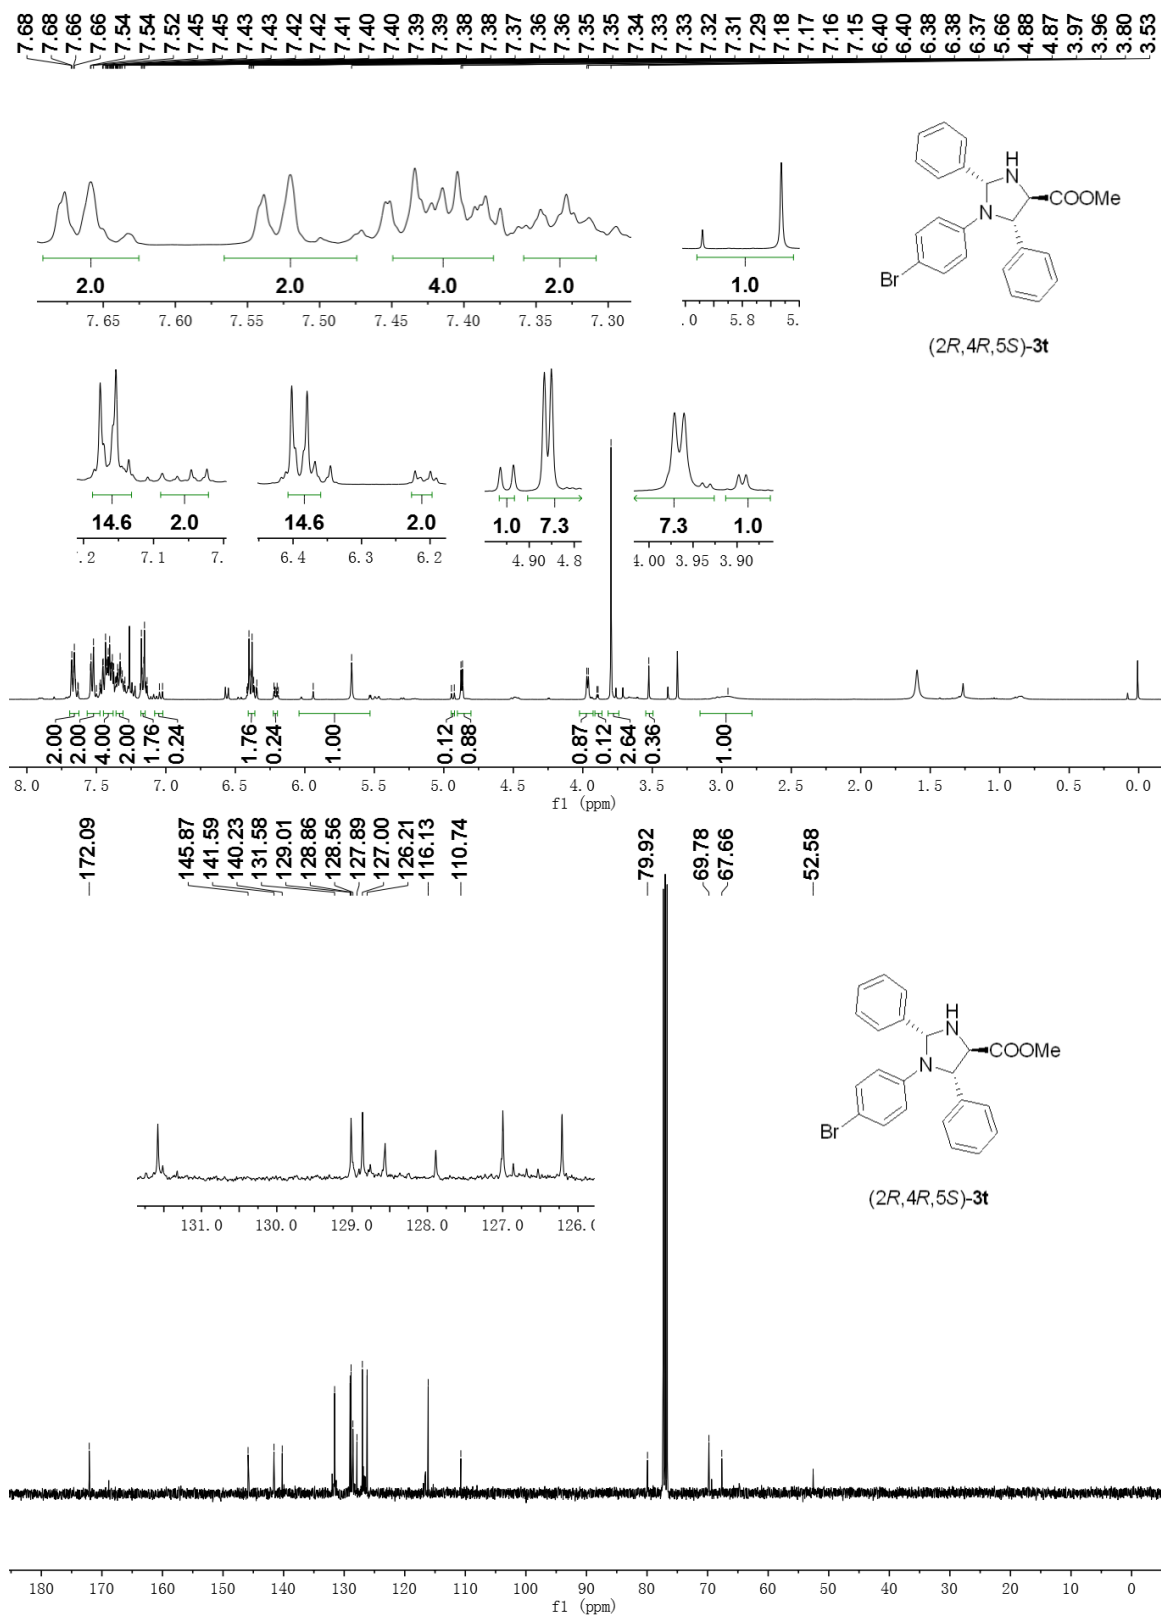 7.68 7.68 7.66 7.66 7.54 7.54 7.52 7.45 7.45 7.43 7.43 7.42 7.42 7.41 7.40 7.40 7.39 7.39 7.38 7.38 7.37 7.36 7.36 7.35 7.35 7.34 7.33 7.33 7.32 7.31 7.29 7.18 7.17 7.16 7.15 6.40 6.40 6.38 6.38 6.37 5.66 4.88 4.87 3.97 3.96 3.80 3.53
H
N
COOMe
N
Br
(2R,4R,5S)-3t
2.0 2.0 4.0 2.0 1.0
7.65 7.60 7.55 7.50 7.45 7.40 7.35 7.30 .0 5.8 5.
14.6 2.0 14.6 2.0 1.0 7.3 7.3 1.0
.2 7.1 7. 6.4 6.3 6.2 4.90 4.8 4.00 3.95 3.90
2.00 2.00 4.00 2.00 1.76 0.24 1.76 0.24 1.00 0.12 0.88 0.87 0.12 2.64 0.36 1.00
8.0 7.5 7.0 6.5 6.0 5.5 5.0 4.5 4.0 3.5 3.0 2.5 2.0 1.5 1.0 0.5 0.0
f1 (ppm)
172.09 145.87 141.59 140.23 131.58 129.01 128.86 128.56 127.89 127.00 126.21 116.13 110.74 79.92 69.78 67.66 52.58
H
N
COOMe
N
Br
(2R,4R,5S)-3t
131.0 130.0 129.0 128.0 127.0 126.0
180 170 160 150 140 130 120 110 100 90 80 70 60 50 40 30 20 10 0
f1 (ppm)